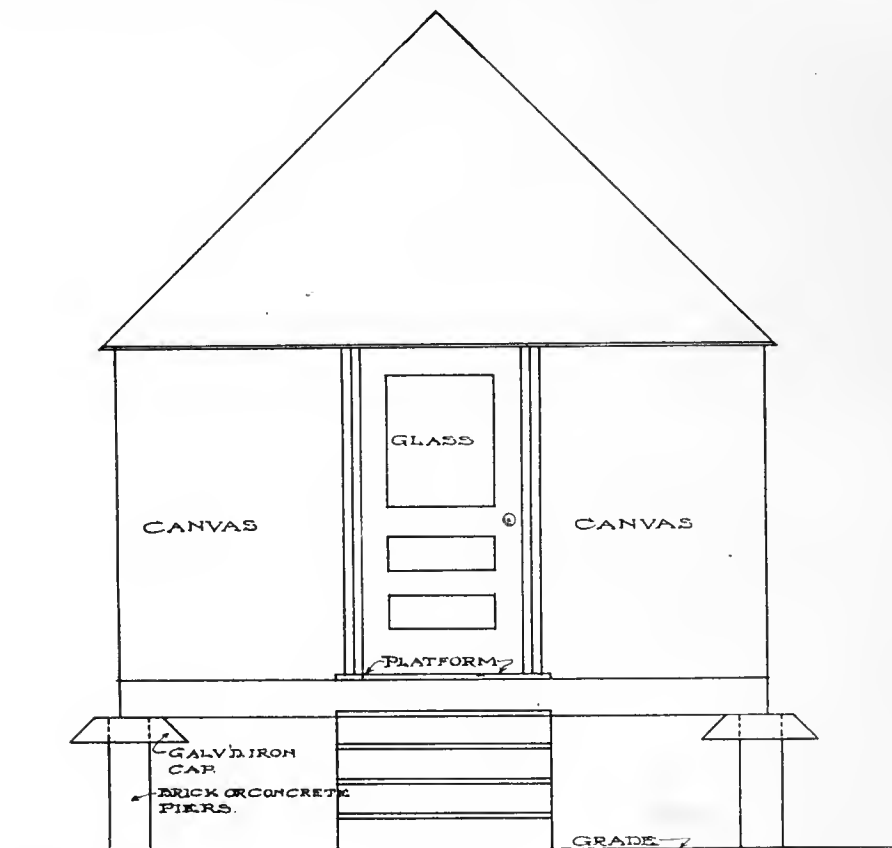 GLASS
CANVAS
CANVAS
PLATFORM
GALV'D. IRON
CAP.
BRICK OR CONCRETE
PIERS.
GRADE